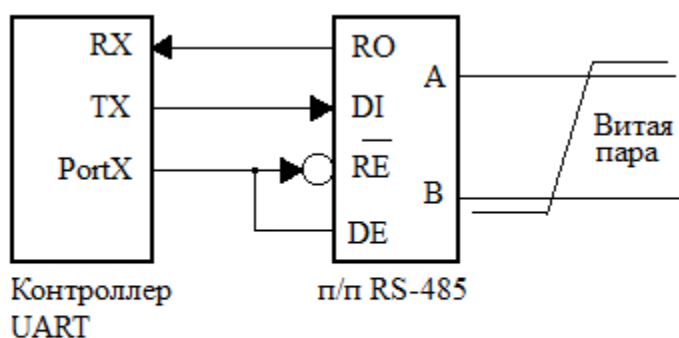 RX
RO
A
TX
DI
Витая
пара
PortX
RE
B
DE
Контроллер
UART
п/п RS-485